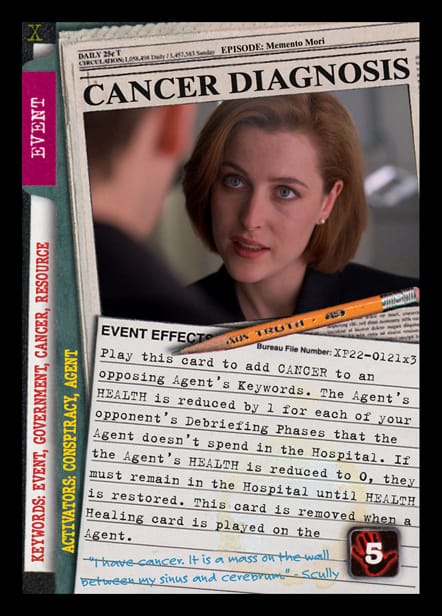 X
DAILY 25¢ T
CIRCULATION: 1,058,494 Daily / 1,457,583 Sunday
EPISODE: Memento Mori
CANCER DIAGNOSIS
EVENT
KEYWORDS: EVENT, GOVERNMENT, CANCER, RESOURCE
ACTIVATORS: CONSPIRACY, AGENT
TRUTH
EVENT EFFECTS
Bureau File Number: XP22-0121x3
Play this card to add CANCER to an
opposing Agent's Keywords. The Agent's
HEALTH is reduced by 1 for each of your
opponent's Debriefing Phases that the
Agent doesn't spend in the Hospital. If
the Agent's HEALTH is reduced to 0, they
must remain in the Hospital until HEALTH
is restored. This card is removed when a
Healing card is played on the
Agent.
5
"I have cancer. It is a mass on the wall
between my sinus and cerebrum." - Scully